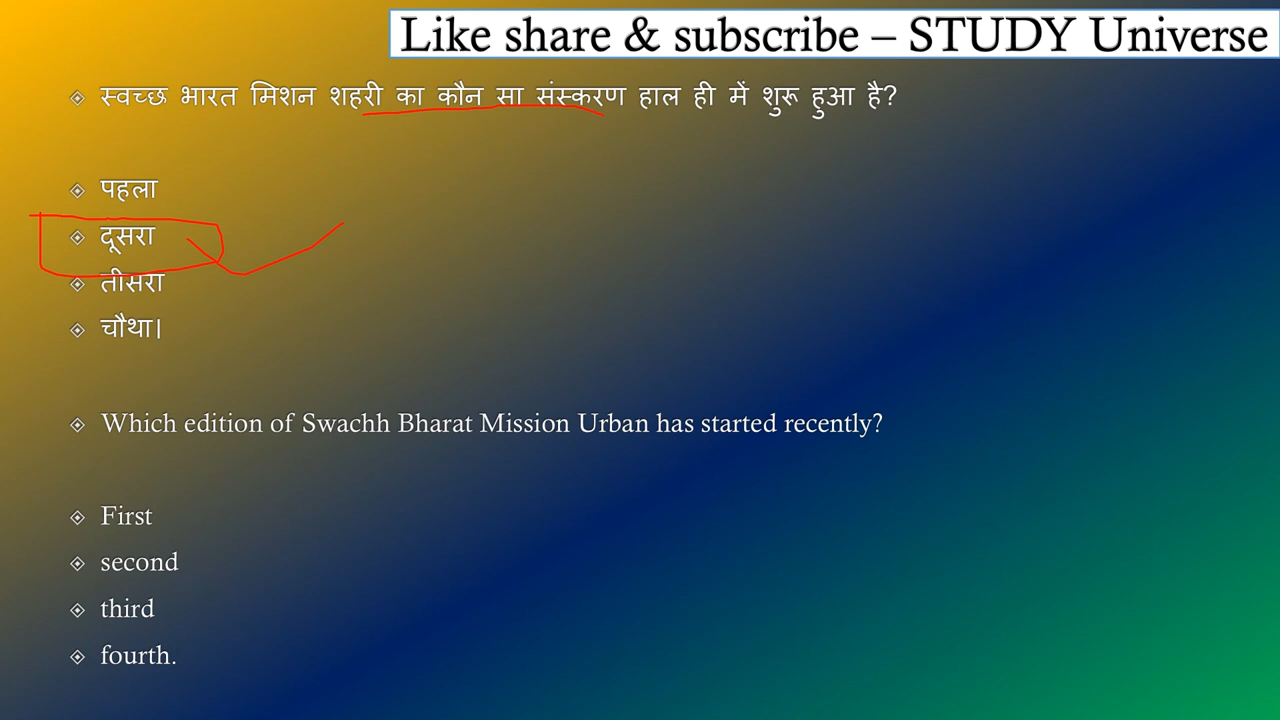 Like share & subscribe – STUDY Universe
स्वच्छ भारत मिशन शहरी का कौन सा संस्करण हाल ही में शुरू हुआ है?
पहला
दूसरा
तीसरा
चौथा।
Which edition of Swachh Bharat Mission Urban has started recently?
First
second
third
fourth.